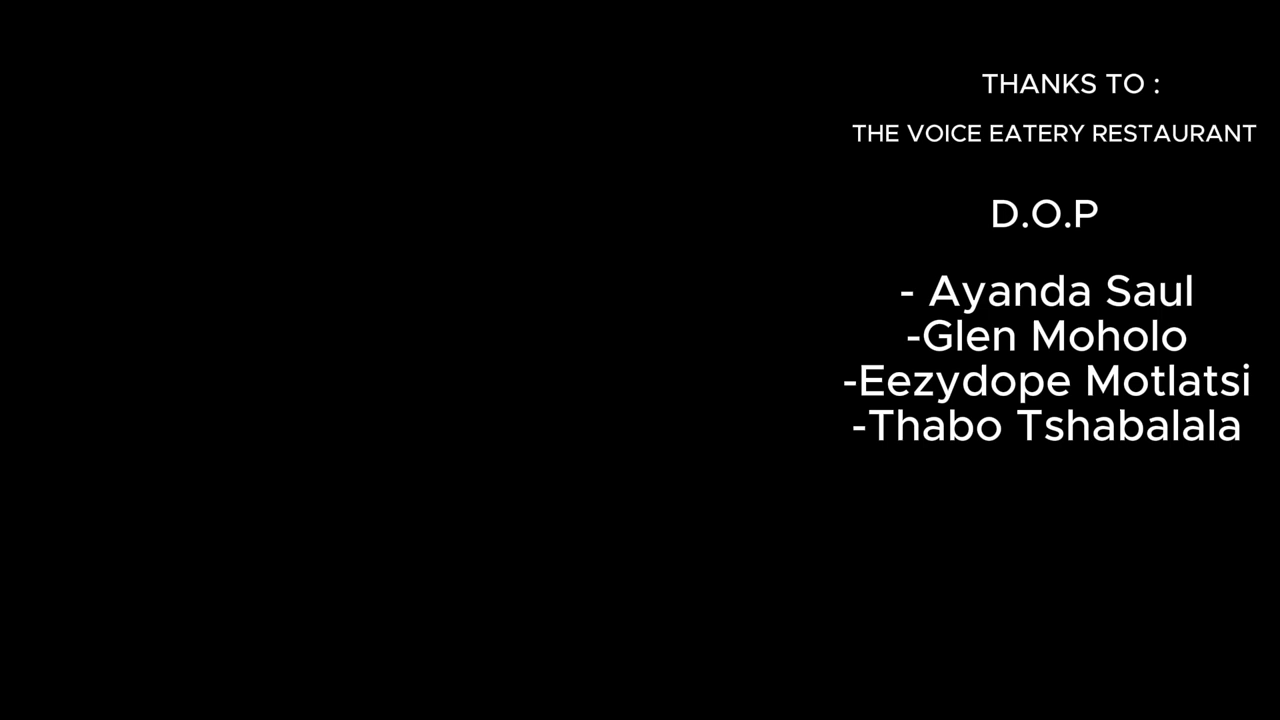 THANKS TO :
THE VOICE EATERY RESTAURANT
D.O.P
- Ayanda Saul
-Glen Moholo
-Eezydope Motlatsi
-Thabo Tshabalala